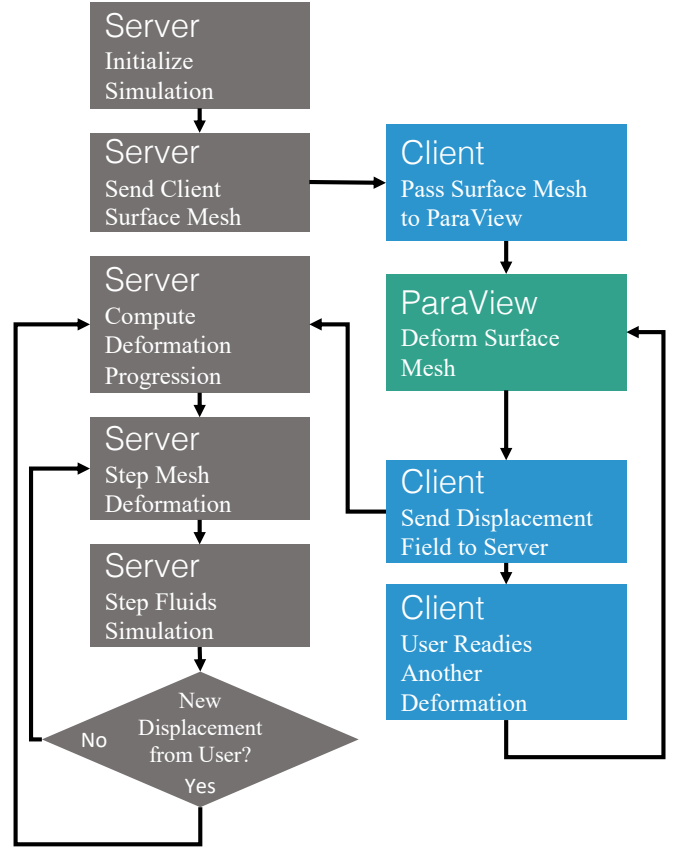 Server
Initialize
Simulation
Server
Send Client
Surface Mesh
Client
Pass Surface Mesh
to ParaView
Server
Compute
Deformation
Progression
ParaView
Deform Surface
Mesh
Server
Step Mesh
Deformation
Client
Send Displacement
Field to Server
Server
Step Fluids
Simulation
Client
User Readies
Another
Deformation
New
Displacement
from User?
No
Yes